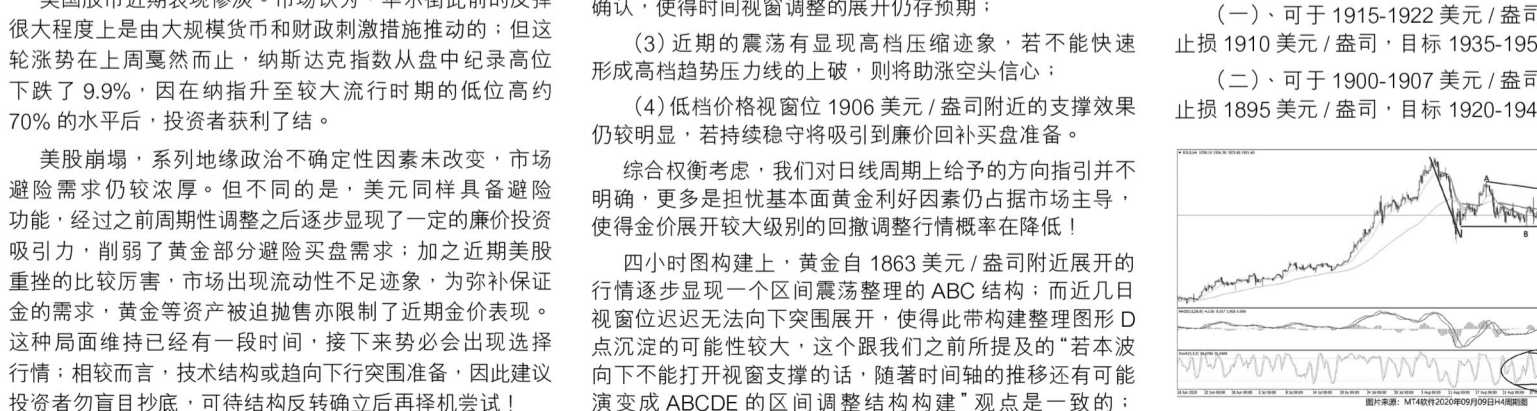 美国股市近期表现惨淡。市场认为，华尔街此前的反弹
很大程度上是由大规模货币和财政刺激措施推动的；但这
轮涨势在上周戛然而止，纳斯达克指数从盘中纪录高位
下跌了 9.9%，因在纳指升至较大流行时期的低位高约
70% 的水平后，投资者获利了结。
美股崩塌，系列地缘政治不确定性因素未改变，市场
避险需求仍较浓厚。但不同的是，美元同样具备避险
功能，经过之前周期性调整之后逐步显现了一定的廉价投资
吸引力，削弱了黄金部分避险买盘需求；加之近期美股
重挫的比较厉害，市场出现流动性不足迹象，为弥补保证
金的需求，黄金等资产被迫抛售亦限制了近期金价表现。
这种局面维持已经有一段时间，接下来势必会出现选择
行情；相较而言，技术结构或趋向下行突围准备，因此建议
投资者勿盲目抄底，可待结构反转确立后再择机尝试！
确认，使得时间视窗调整的展开仍存预期；
（3）近期的震荡有显现高档压缩迹象，若不能快速
形成高档趋势压力线的上破，则将助涨空头信心；
（4）低档价格视窗位 1906 美元 / 盎司附近的支撑效果
仍较明显，若持续稳守将吸引到廉价回补买盘准备。
综合权衡考虑，我们对日线周期上给予的方向指引并不
明确，更多是担忧基本面黄金利好因素仍占据市场主导，
使得金价展开较大级别的回撤调整行情概率在降低！
四小时图构建上，黄金自 1863 美元 / 盎司附近展开的
行情逐步显现一个区间震荡整理的 ABC 结构；而近几日
视窗位迟迟无法向下突围展开，使得此带构建整理图形 D
点沉淀的可能性较大，这个跟我们之前所提及的“若本波
向下不能打开视窗支撑的话，随著时间轴的推移还有可能
演变成 ABCDE 的区间调整结构构建”观点是一致的；
（一）、可于 1915-1922 美元 / 盎司
止损 1910 美元 / 盎司，目标 1935-195
（二）、可于 1900-1907 美元 / 盎司
止损 1895 美元 / 盎司，目标 1920-194
A
B
图片来源：MT4软件2020年09月09日H4周期图